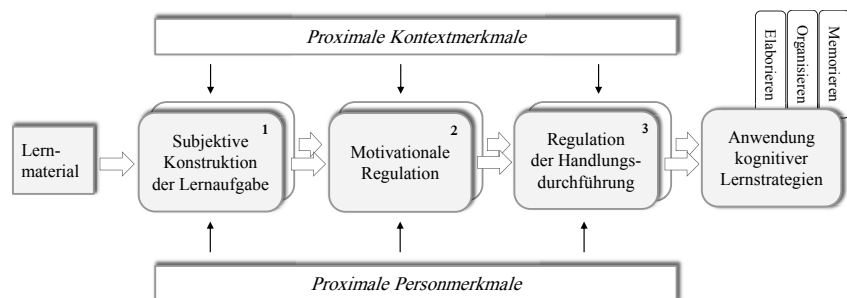 Proximale Kontextmerkmale
Elaborieren
Organisieren
Memorieren
Lern-
material
1
Subjektive
Konstruktion
der Lernaufgabe
2
Motivationale
Regulation
3
Regulation
der Handlungs-
durchführung
Anwendung
kognitiver
Lernstrategien
Proximale Personmerkmale